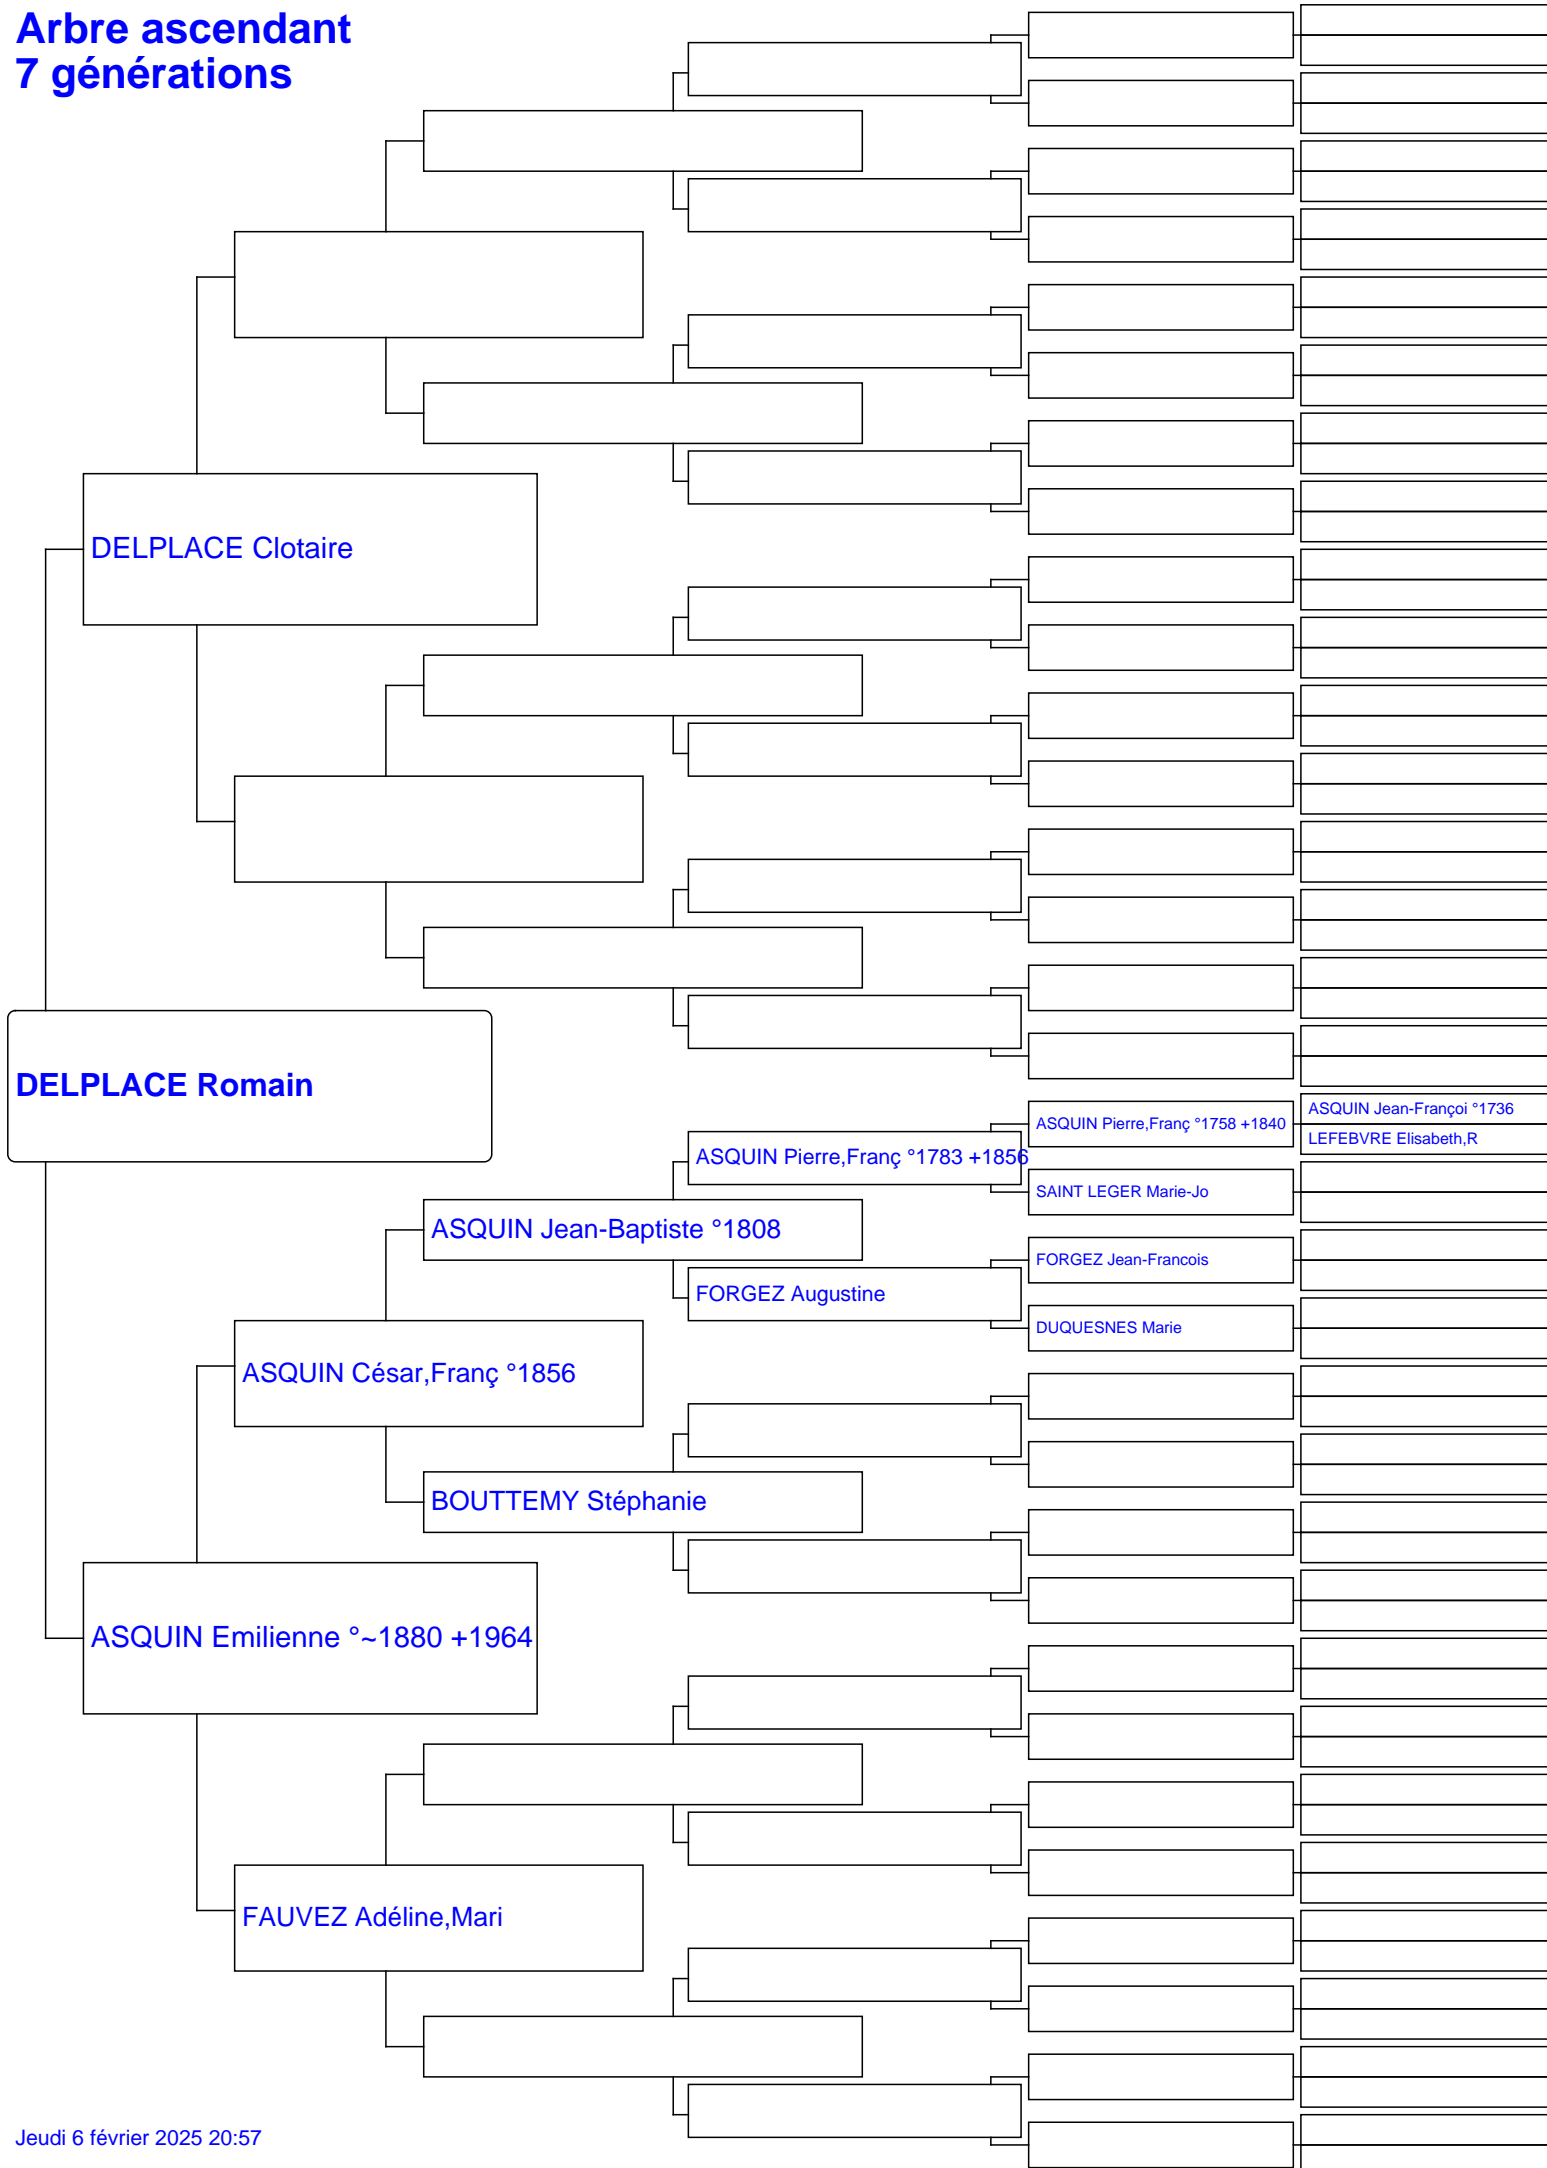 Arbre ascendant
7 générations
DELPLACE Clotaire
DELPLACE Romain
ASQUIN Jean-Françoi °1736
ASQUIN Pierre,Franç °1758 +1840
LEFEBVRE Elisabeth,R
ASQUIN Pierre,Franç °1783 +1856
SAINT LEGER Marie-Jo
ASQUIN Jean-Baptiste °1808
FORGEZ Jean-Francois
FORGEZ Augustine
DUQUESNES Marie
ASQUIN César,Franç °1856
BOUTTEMY Stéphanie
ASQUIN Emilienne °~1880 +1964
FAUVEZ Adéline,Mari
Jeudi 6 février 2025 20:57